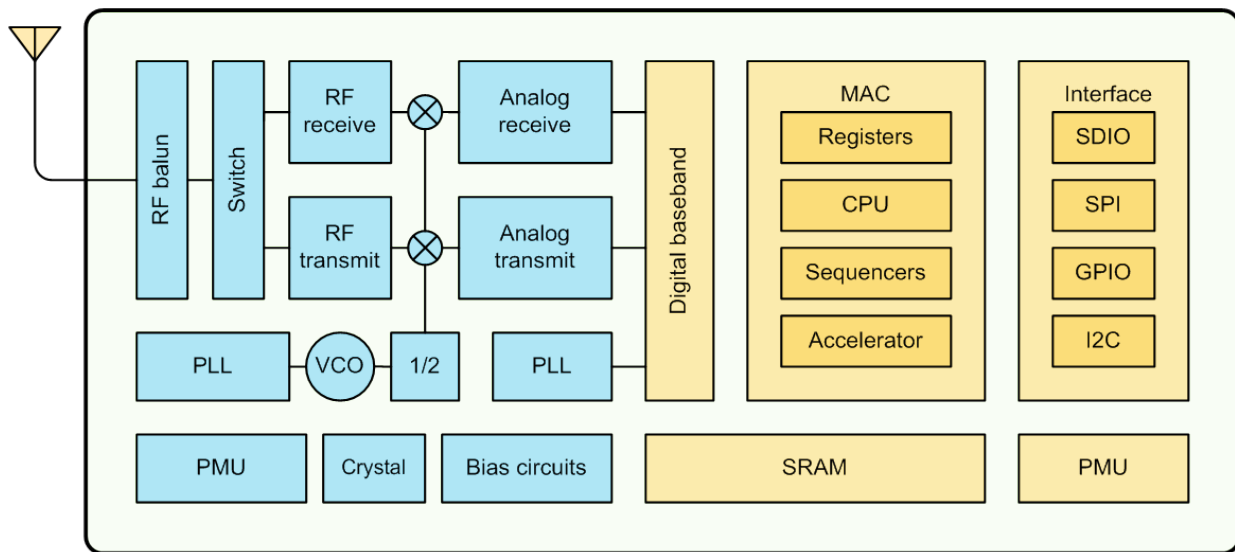 RF balun
Switch
RF
receive
Analog
receive
RF
transmit
Analog
transmit
PLL
VCO
1/2
PLL
Digital baseband
MAC
Registers
CPU
Sequencers
Accelerator
Interface
SDIO
SPI
GPIO
I2C
PMU
Crystal
Bias circuits
SRAM
PMU